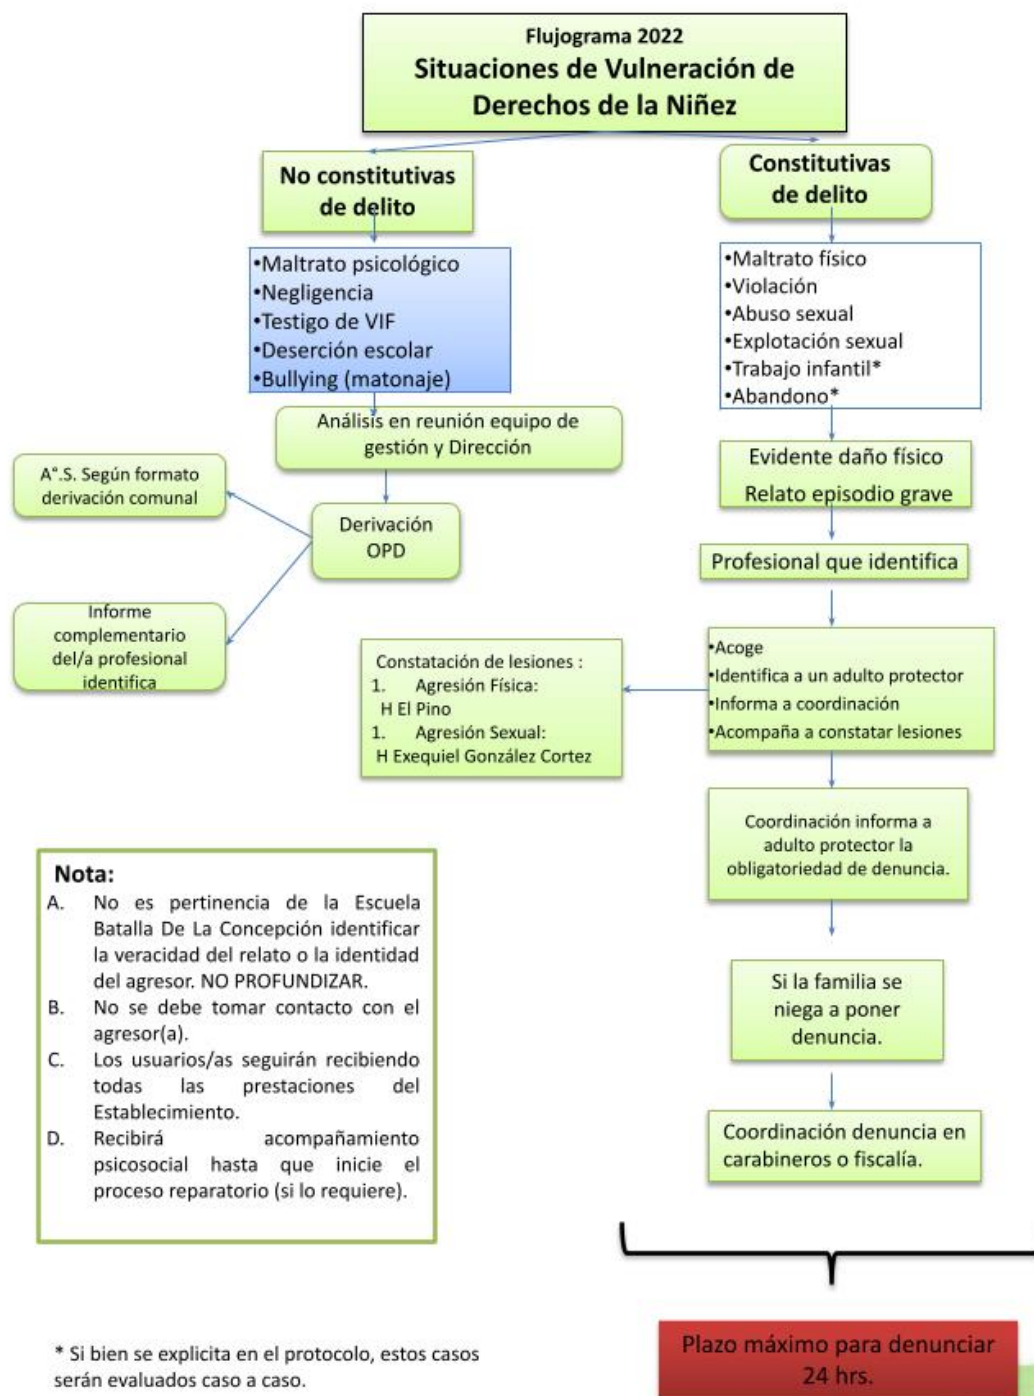 Flujograma 2022
Situaciones de Vulneración de
Derechos de la Niñez
No constitutivas
de delito
•Maltrato psicológico
•Negligencia
•Testigo de VIF
•Deserción escolar
•Bullying (matonaje)
Análisis en reunión equipo de
gestión y Dirección
Derivación
OPD
A°.S. Según formato
derivación comunal
Informe
complementario
del/a profesional
identifica
Constitutivas
de delito
•Maltrato físico
•Violación
•Abuso sexual
•Explotación sexual
•Trabajo infantil*
•Abandono*
Evidente daño físico
Relato episodio grave
Profesional que identifica
•Acoge
•Identifica a un adulto protector
•Informa a coordinación
•Acompaña a constatar lesiones
Constatación de lesiones :
1. Agresión Física:
H El Pino
1. Agresión Sexual:
H Exequiel González Cortez
Coordinación informa a
adulto protector la
obligatoriedad de denuncia.
Si la familia se
niega a poner
denuncia.
Coordinación denuncia en
carabineros o fiscalía.
Plazo máximo para denunciar
24 hrs.
Nota:
A. No es pertinencia de la Escuela
Batalla De La Concepción identificar
la veracidad del relato o la identidad
del agresor. NO PROFUNDIZAR.
B. No se debe tomar contacto con el
agresor(a).
C. Los usuarios/as seguirán recibiendo
todas las prestaciones del
Establecimiento.
D. Recibirá acompañamiento
psicosocial hasta que inicie el
proceso reparatorio (si lo requiere).
* Si bien se explicita en el protocolo, estos casos
serán evaluados caso a caso.